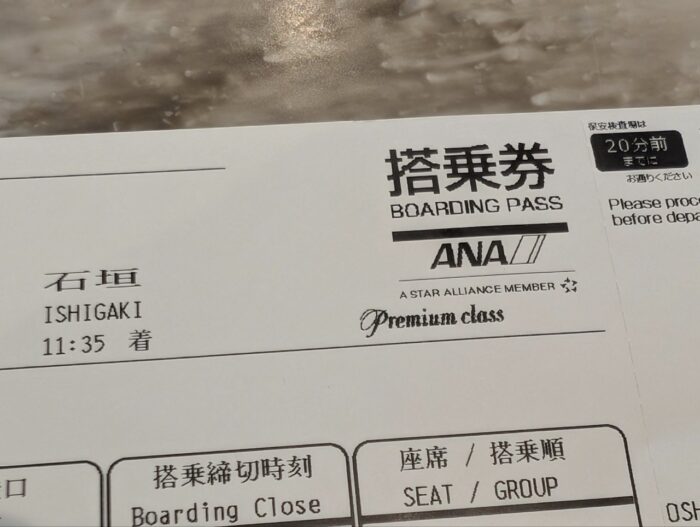 搭乗券
BOARDING PASS
ANA
A STAR ALLIANCE MEMBER
Premium class
石垣
ISHIGAKI
11:35 着
口
搭乗締切時刻
Boarding Close
座席 / 搭乗順
SEAT / GROUP
保安検査場は
20分前
までに
お通りください
Please proc
before depa
OSH